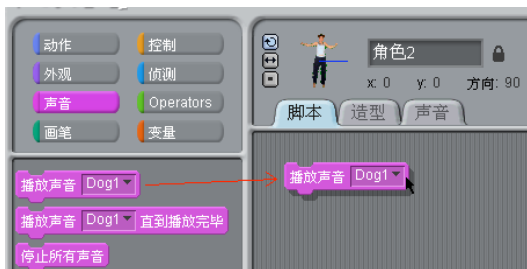 动作 控制
外观 侦测
声音 Operators
画笔 变量
播放声音 Dog1
播放声音 Dog1 直到播放完毕
停止所有声音
角色2
x: 0 y: 0 方向: 90
脚本 造型 声音
播放声音 Dog1